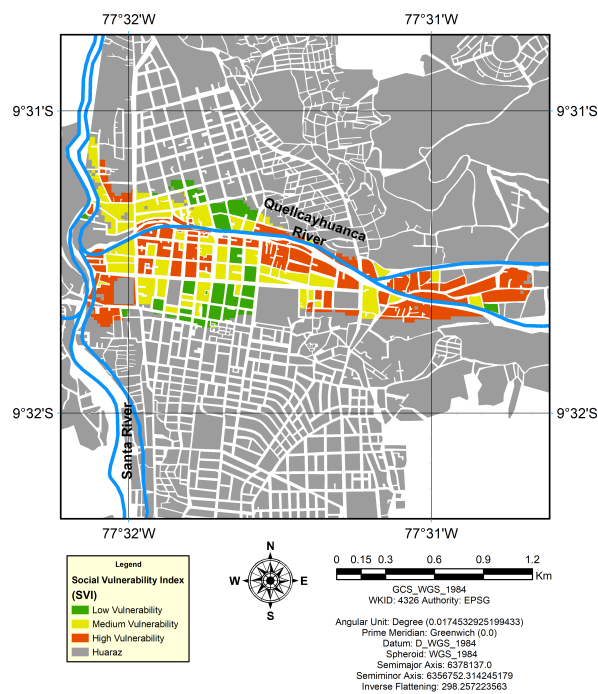 77°32'W 77°31'W
9°31'S 9°31'S
Quellcayhuanca
River
9°32'S 9°32'S
Santa River
77°32'W 77°31'W
Legend
Social Vulnerability Index
(SVI)
Low Vulnerability
Medium Vulnerability
High Vulnerability
Huaraz
N
W E
S
0 0.15 0.3 0.6 0.9 1.2
Km
GCS_WGS_1984
WKID: 4326 Authority: EPSG
Angular Unit: Degree (0.0174532925199433)
Prime Meridian: Greenwich (0.0)
Datum: D_WGS_1984
Spheroid: WGS_1984
Semimajor Axis: 6378137.0
Semiminor Axis: 6356752.314245179
Inverse Flattening: 298.257223563